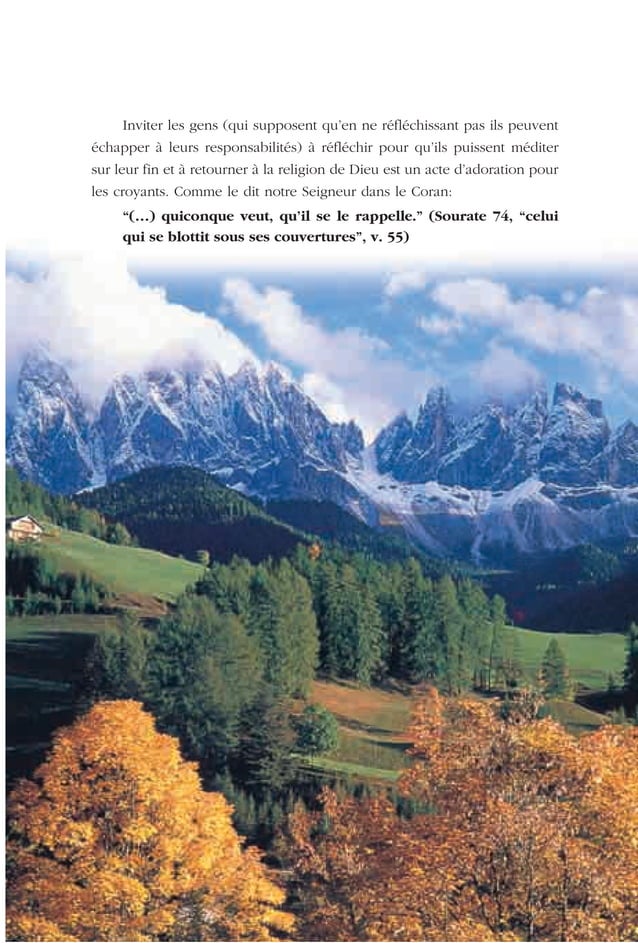 Inviter les gens (qui supposent qu'en ne réfléchissant pas ils peuvent
échapper à leurs responsabilités) à réfléchir pour qu'ils puissent méditer
sur leur fin et à retourner à la religion de Dieu est un acte d'adoration pour
les croyants. Comme le dit notre Seigneur dans le Coran:
“(…) quiconque veut, qu'il se le rappelle.” (Sourate 74, “celui
qui se blottit sous ses couvertures”, v. 55)